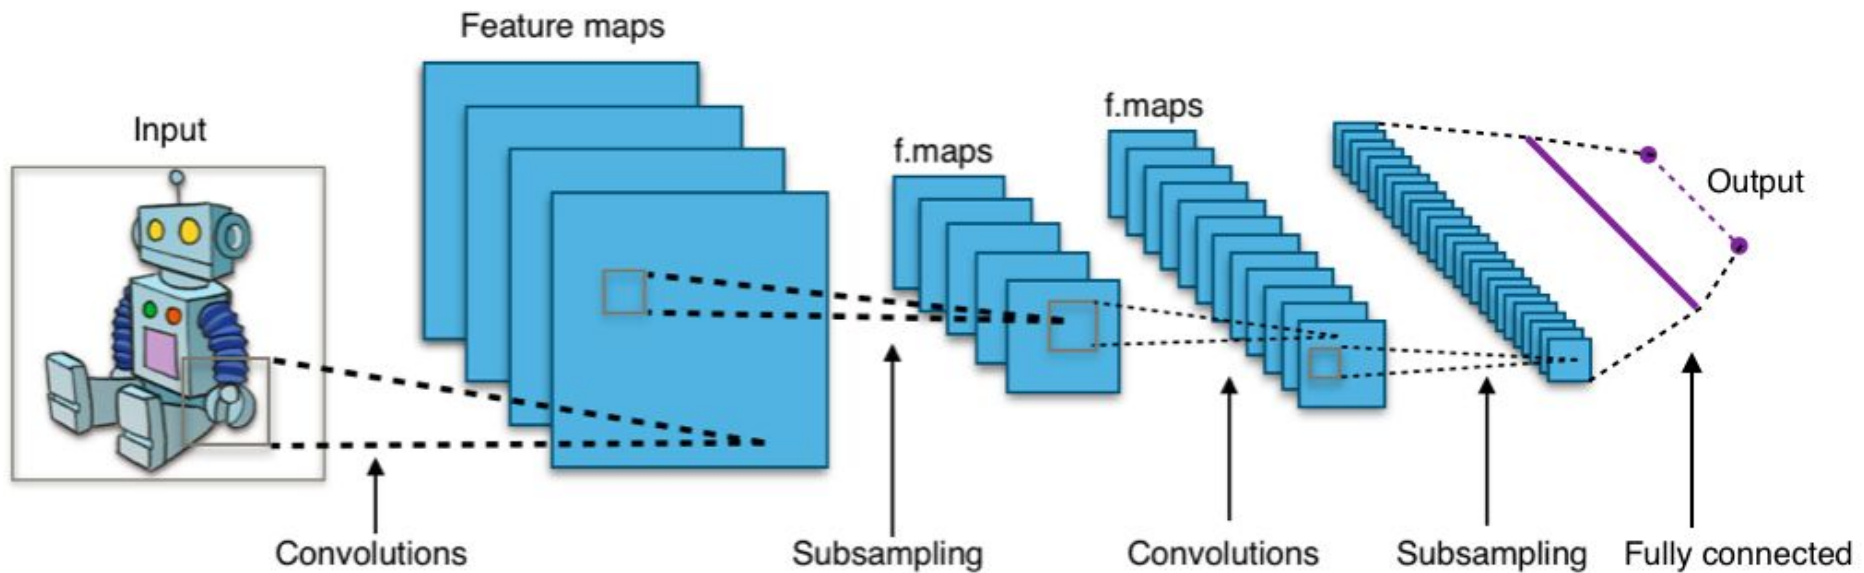 Feature maps
Input
f.maps
f.maps
Output
Convolutions
Subsampling
Convolutions
Subsampling
Fully connected